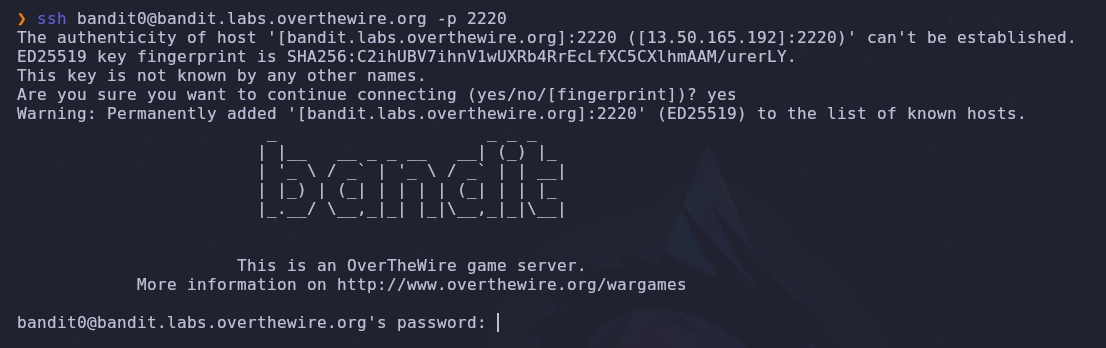 ❯ ssh bandit0@bandit.labs.overthewire.org -p 2220
The authenticity of host '[bandit.labs.overthewire.org]:2220 ([13.50.165.192]:2220)' can't be established.
ED25519 key fingerprint is SHA256:C2ihUBV7ihnV1wUXRb4RrEcLfXC5CXlhmAAM/urerLY.
This key is not known by any other names.
Are you sure you want to continue connecting (yes/no/[fingerprint])? yes
Warning: Permanently added '[bandit.labs.overthewire.org]:2220' (ED25519) to the list of known hosts.
bandit
This is an OverTheWire game server.
More information on http://www.overthewire.org/wargames
bandit0@bandit.labs.overthewire.org's password: